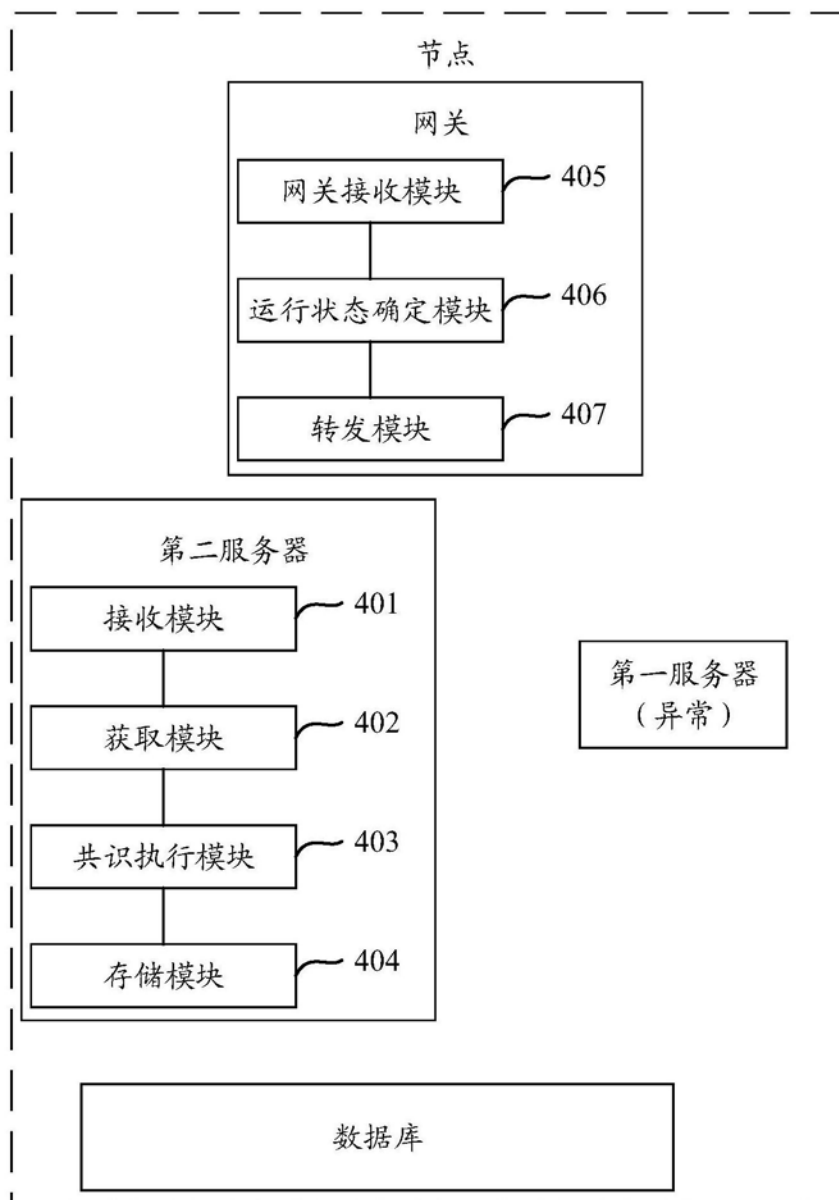 节点
网关
网关接收模块
405
运行状态确定模块
406
转发模块
407
第二服务器
接收模块
401
获取模块
402
共识执行模块
403
存储模块
404
第一服务器
（异常）
数据库